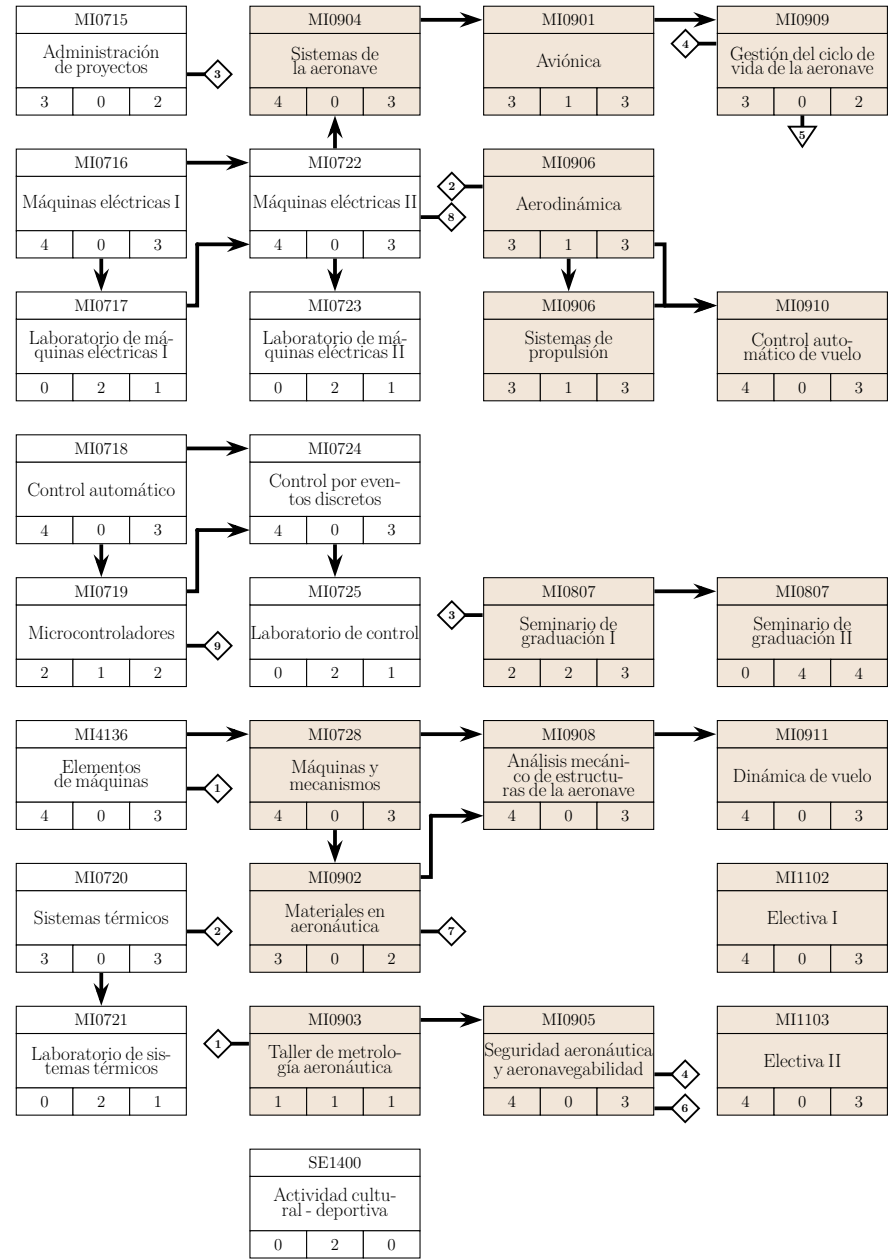 MI0715
Administración
de proyectos
3 0 2
3
MI0904
Sistemas de
la aeronave
4 0 3
MI0901
Aviónica
3 1 3
4
MI0909
Gestión del ciclo de
vida de la aeronave
3 0 2
5
MI0716
Máquinas eléctricas I
4 0 3
MI0722
Máquinas eléctricas II
4 0 3
8
2
MI0906
Aerodinámica
3 1 3
MI0717
Laboratorio de má-
quinas eléctricas I
0 2 1
MI0723
Laboratorio de má-
quinas eléctricas II
0 2 1
MI0906
Sistemas de
propulsión
3 1 3
MI0910
Control auto-
mático de vuelo
4 0 3
MI0718
Control automático
4 0 3
MI0724
Control por even-
tos discretos
4 0 3
MI0719
Microcontroladores
2 1 2
9
MI0725
Laboratorio de control
0 2 1
3
MI0807
Seminario de
graduación I
2 2 3
MI0807
Seminario de
graduación II
0 4 4
MI4136
Elementos
de máquinas
4 0 3
1
MI0728
Máquinas y
mecanismos
4 0 3
MI0908
Análisis mecáni-
co de estructu-
ras de la aeronave
4 0 3
MI0911
Dinámica de vuelo
4 0 3
MI0720
Sistemas térmicos
3 0 3
2
MI0902
Materiales en
aeronáutica
3 0 2
7
MI1102
Electiva I
4 0 3
MI0721
Laboratorio de sis-
temas térmicos
0 2 1
1
MI0903
Taller de metrolo-
gía aeronáutica
1 1 1
MI0905
Seguridad aeronáutica
y aeronavegabilidad
4 0 3
4
6
MI1103
Electiva II
4 0 3
SE1400
Actividad cultu-
ral - deportiva
0 2 0